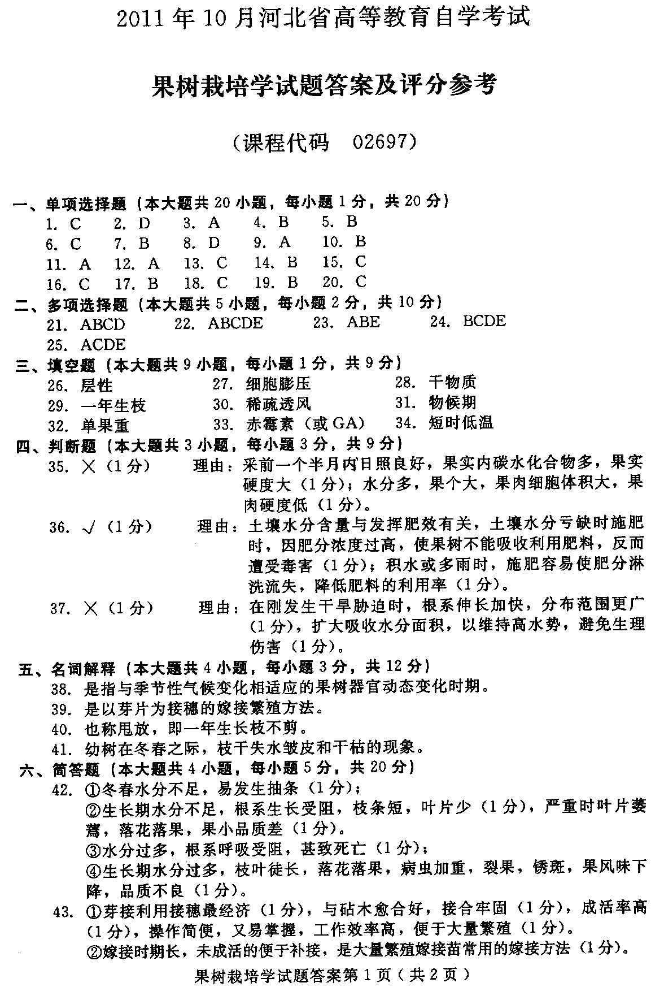 2011 年 10 月河北省高等教育自学考试
果树栽培学试题答案及评分参考
（课程代码　02697）
一、单项选择题（本大题共 20 小题，每小题 1 分，共 20 分）
1. C　2. D　3. A　4. B　5. B
6. C　7. B　8. D　9. A　10. B
11. A　12. A　13. C　14. B　15. C
16. C　17. B　18. C　19. B　20. C
二、多项选择题（本大题共 5 小题，每小题 2 分，共 10 分）
21. ABCD　22. ABCDE　23. ABE　24. BCDE
25. ACDE
三、填空题（本大题共 9 小题，每小题 1 分，共 9 分）
26. 层性　27. 细胞膨压　28. 干物质
29. 一年生枝　30. 稀疏透风　31. 物候期
32. 单果重　33. 赤霉素（或 GA）　34. 短时低温
四、判断题（本大题共 3 小题，每小题 3 分，共 9 分）
35. ×（1 分）　理由：采前一个半月内日照良好，果实内碳水化合物多，果实
硬度大（1 分）；水分多，果个大，果肉细胞体积大，果
肉硬度低（1 分）。
36. √（1 分）　理由：土壤水分含量与发挥肥效有关，土壤水分亏缺时施肥
时，因肥分浓度过高，使果树不能吸收利用肥料，反而
遭受毒害（1 分）；积水或多雨时，施肥容易使肥分淋
洗流失，降低肥料的利用率（1 分）。
37. ×（1 分）　理由：在刚发生干旱胁迫时，根系伸长加快，分布范围更广
（1 分），扩大吸收水分面积，以维持高水势，避免生理
伤害（1 分）。
五、名词解释（本大题共 4 小题，每小题 3 分，共 12 分）
38. 是指与季节性气候变化相适应的果树器官动态变化时期。
39. 是以芽片为接穗的嫁接繁殖方法。
40. 也称甩放，即一年生长枝不剪。
41. 幼树在冬春之际，枝干失水皱皮和干枯的现象。
六、简答题（本大题共 4 小题，每小题 5 分，共 20 分）
42. ①冬春水分不足，易发生抽条（1 分）；
②生长期水分不足，根系生长受阻，枝条短，叶片少（1 分），严重时叶片萎
蔫，落花落果，果小品质差（1 分）。
③水分过多，根系呼吸受阻，甚致死亡（1 分）；
④生长期水分过多，枝叶徒长，落花落果，病虫加重，裂果，锈斑，果风味下
降，品质不良（1 分）。
43. ①芽接利用接穗最经济（1 分），与砧木愈合好，接合牢固（1 分），成活率高
（1 分），操作简便，又易掌握，工作效率高，便于大量繁殖（1 分）。
②嫁接时期长，未成活的便于补接，是大量繁殖嫁接苗常用的嫁接方法（1 分）。
果树栽培学试题答案第 1 页（ 共 2 页 ）